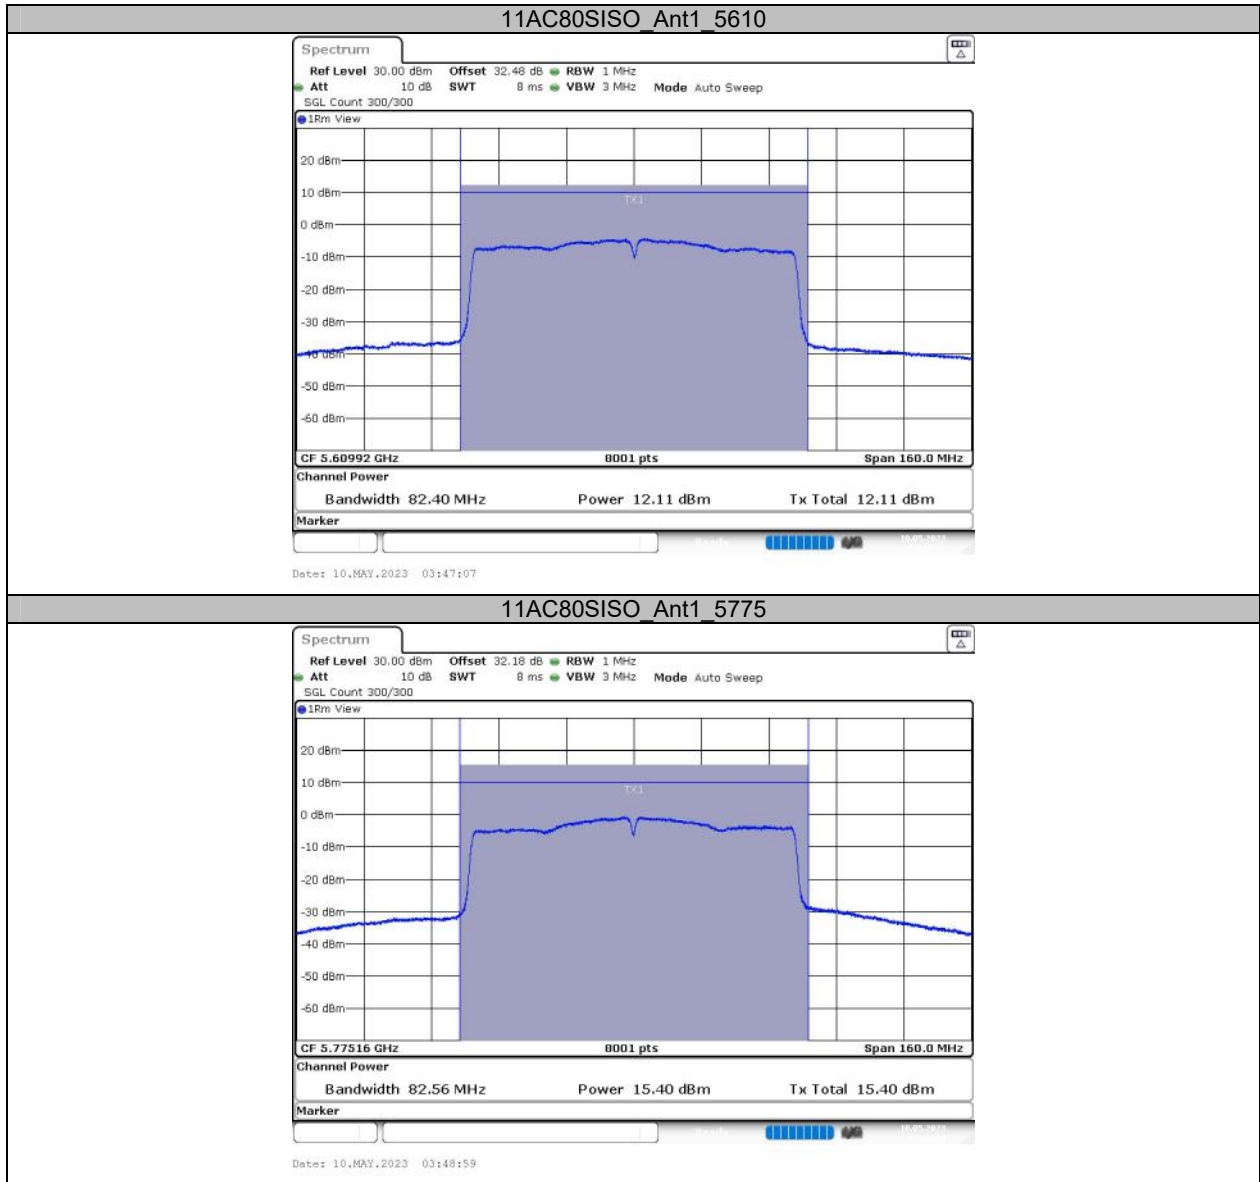 11AC80SISO_Ant1_5610
Spectrum
Ref Level 30.00 dBm Offset 32.48 dB RBW 1 MHz
Att 10 dB SWT 8 ms VBW 3 MHz Mode Auto Sweep
SGL Count 300/300
1Rm View
20 dBm
10 dBm
TX1
0 dBm
-10 dBm
-20 dBm
-30 dBm
-40 dBm
-50 dBm
-60 dBm
CF 5.60992 GHz 8001 pts Span 160.0 MHz
Channel Power
Bandwidth 82.40 MHz Power 12.11 dBm Tx Total 12.11 dBm
Marker
Date: 10.MAY.2023 03:47:07
11AC80SISO_Ant1_5775
Spectrum
Ref Level 30.00 dBm Offset 32.18 dB RBW 1 MHz
Att 10 dB SWT 8 ms VBW 3 MHz Mode Auto Sweep
SGL Count 300/300
1Rm View
20 dBm
10 dBm
TX1
0 dBm
-10 dBm
-20 dBm
-30 dBm
-40 dBm
-50 dBm
-60 dBm
CF 5.77516 GHz 8001 pts Span 160.0 MHz
Channel Power
Bandwidth 82.56 MHz Power 15.40 dBm Tx Total 15.40 dBm
Marker
Date: 10.MAY.2023 03:48:59